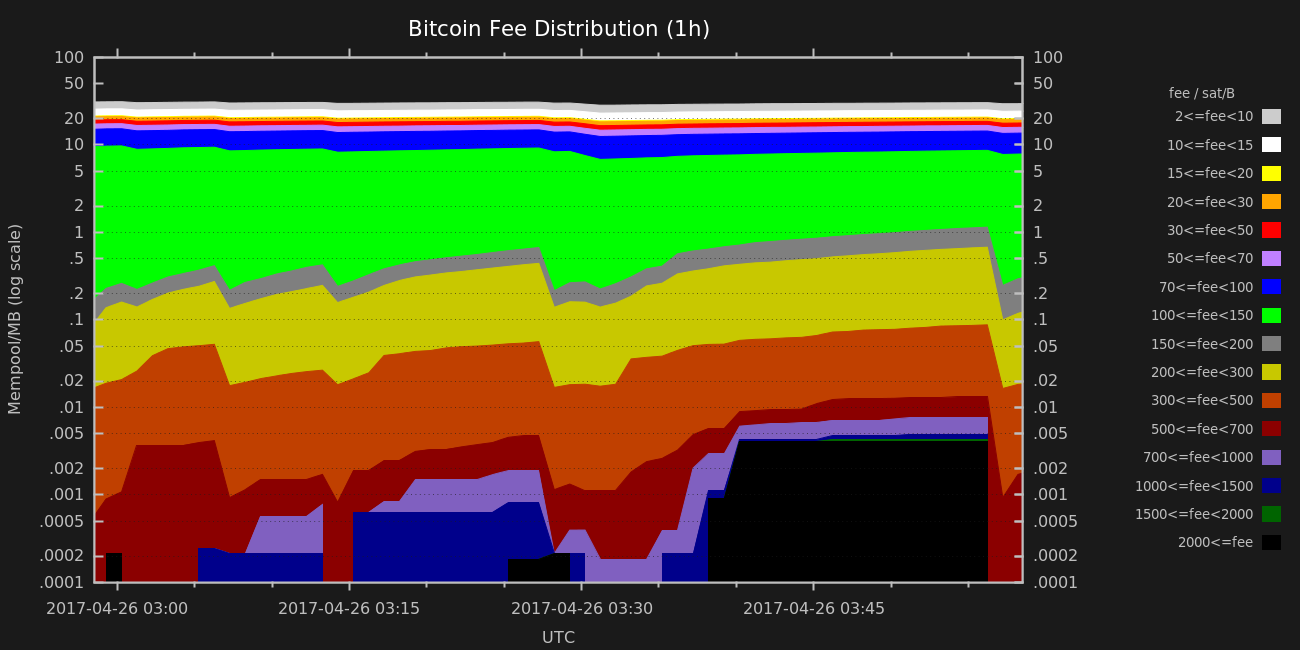 Bitcoin Fee Distribution (1h)
100
50
20
10
5
2
1
.5
.2
.1
.05
.02
.01
.005
.002
.001
.0005
.0002
.0001
Mempool/MB (log scale)
100
50
20
10
5
2
1
.5
.2
.1
.05
.02
.01
.005
.002
.001
.0005
.0002
.0001
2017-04-26 03:00
2017-04-26 03:15
2017-04-26 03:30
2017-04-26 03:45
UTC
fee / sat/B
2<=fee<10
10<=fee<15
15<=fee<20
20<=fee<30
30<=fee<50
50<=fee<70
70<=fee<100
100<=fee<150
150<=fee<200
200<=fee<300
300<=fee<500
500<=fee<700
700<=fee<1000
1000<=fee<1500
1500<=fee<2000
2000<=fee